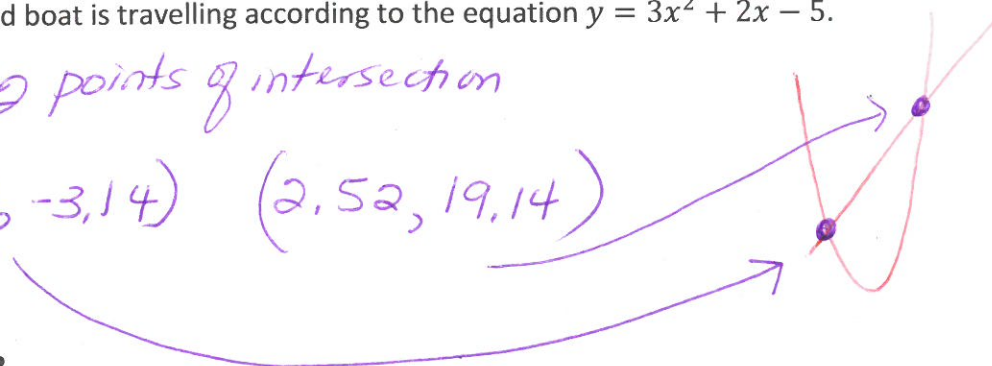 d boat is travelling according to the equation y = 3x² + 2x − 5.
2 points of intersection
, -3.14) (2.52, 19.14)